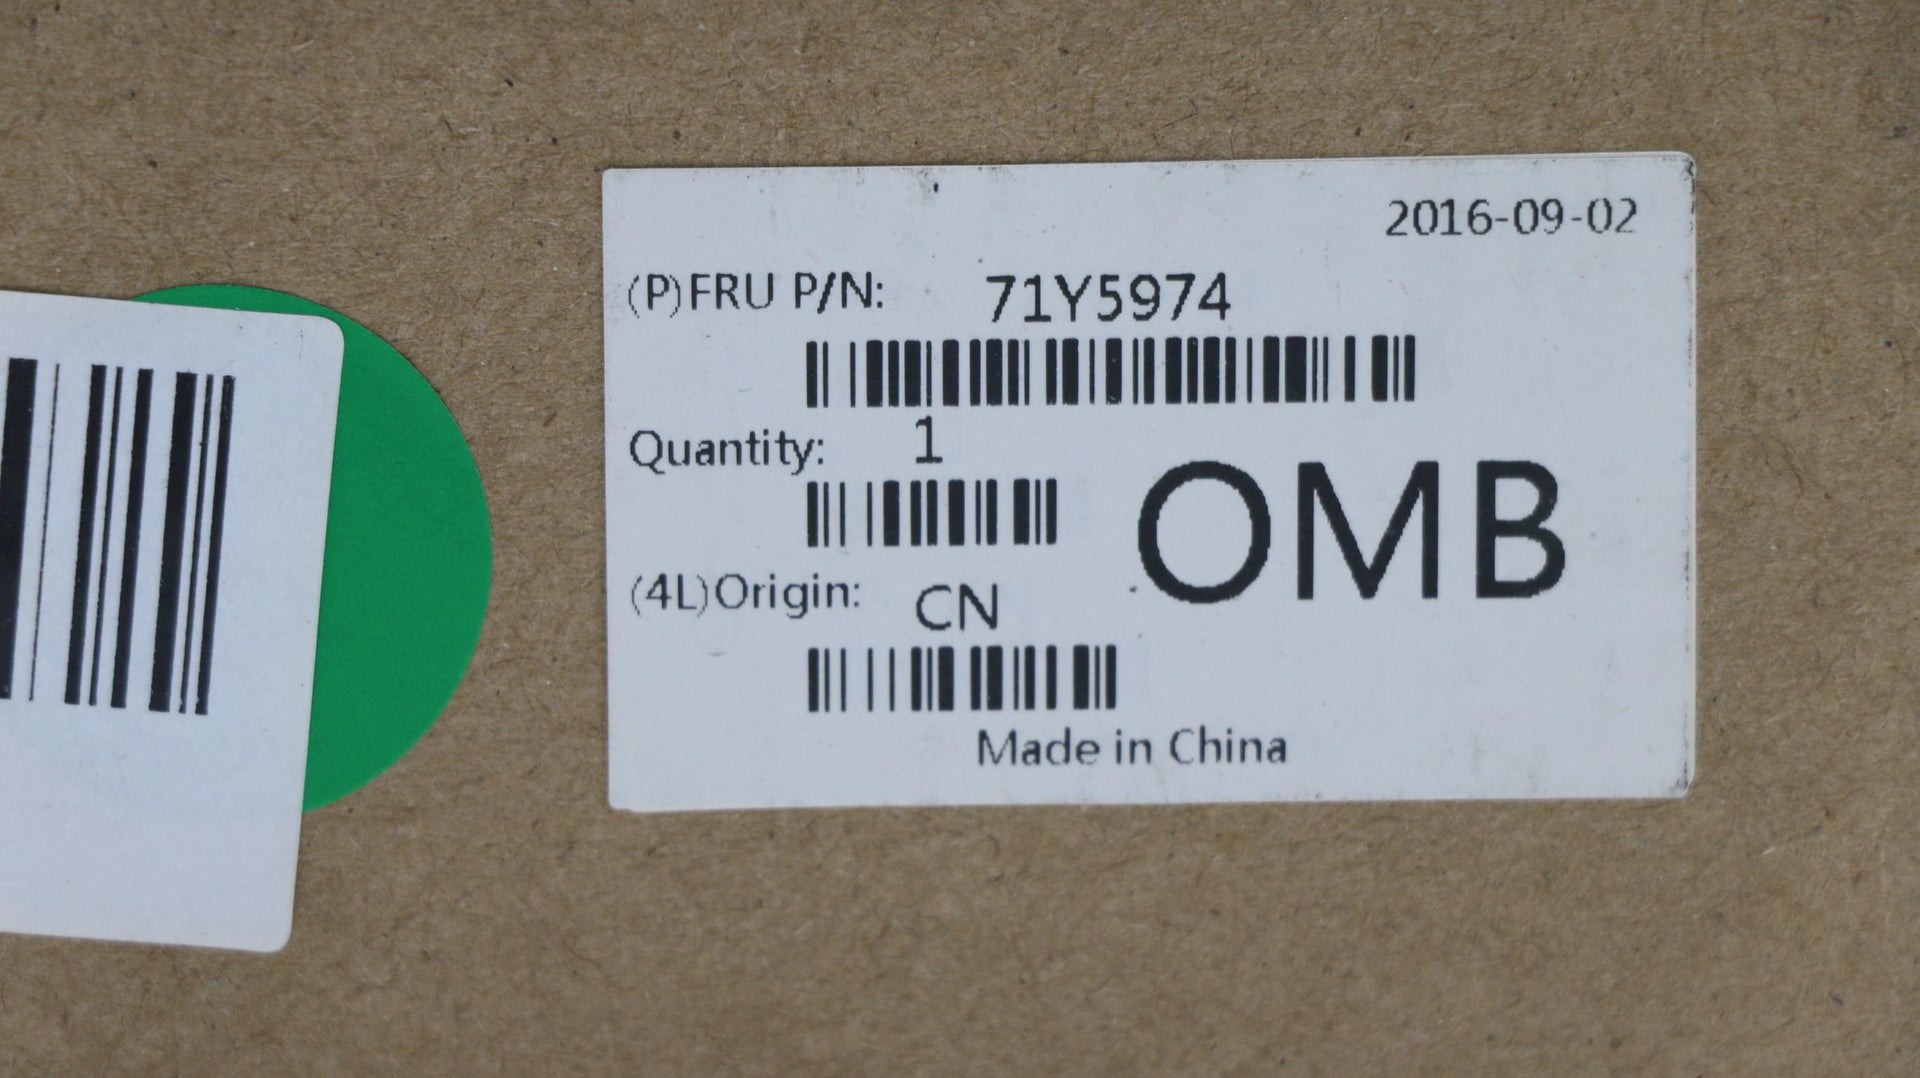 2016-09-02
(P)FRU P/N: 71Y5974
Quantity: 1
OMB
(4L)Origin: CN
Made in China